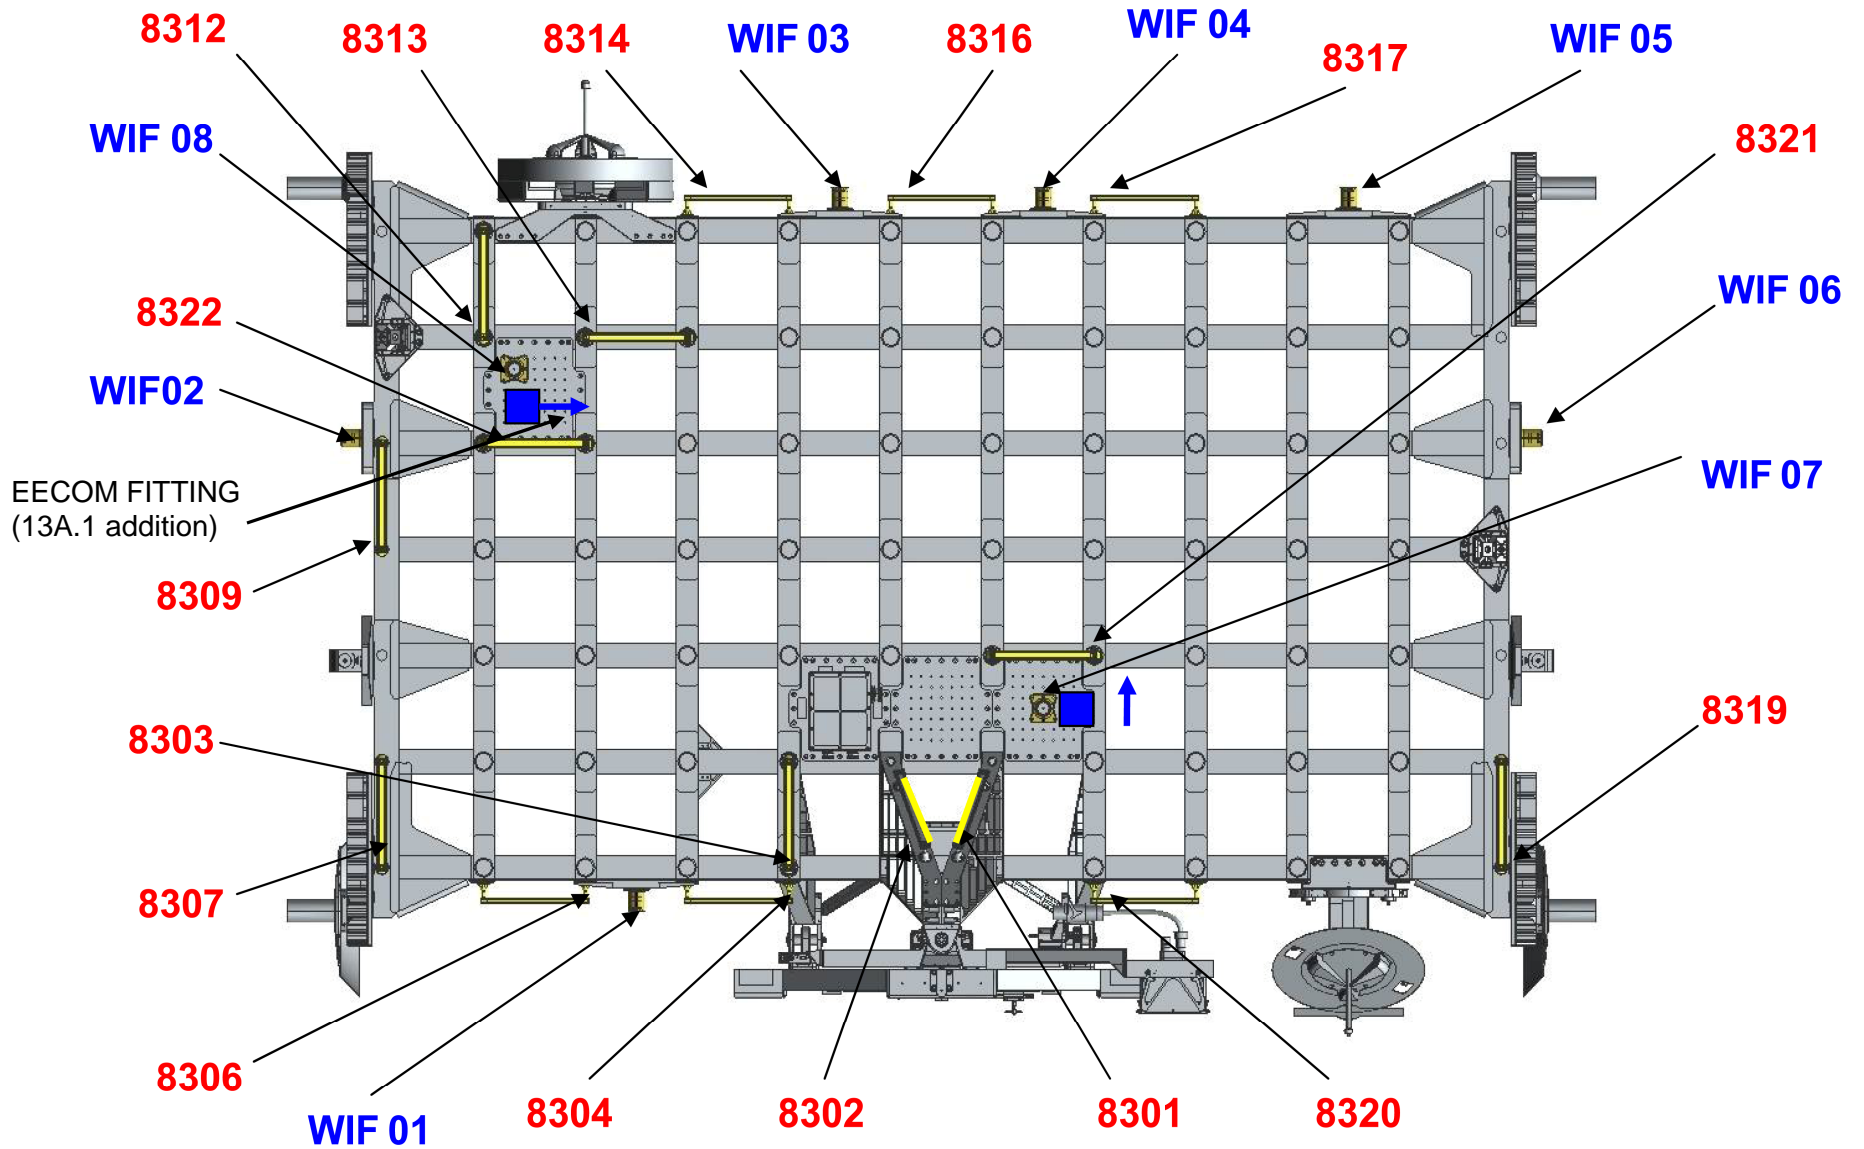 8312
8313
8314
WIF 03
8316
WIF 04
8317
WIF 05
WIF 08
8321
8322
WIF 06
WIF02
WIF 07
EECOM FITTING
(13A.1 addition)
8309
8303
8319
8307
8306
WIF 01
8304
8302
8301
8320